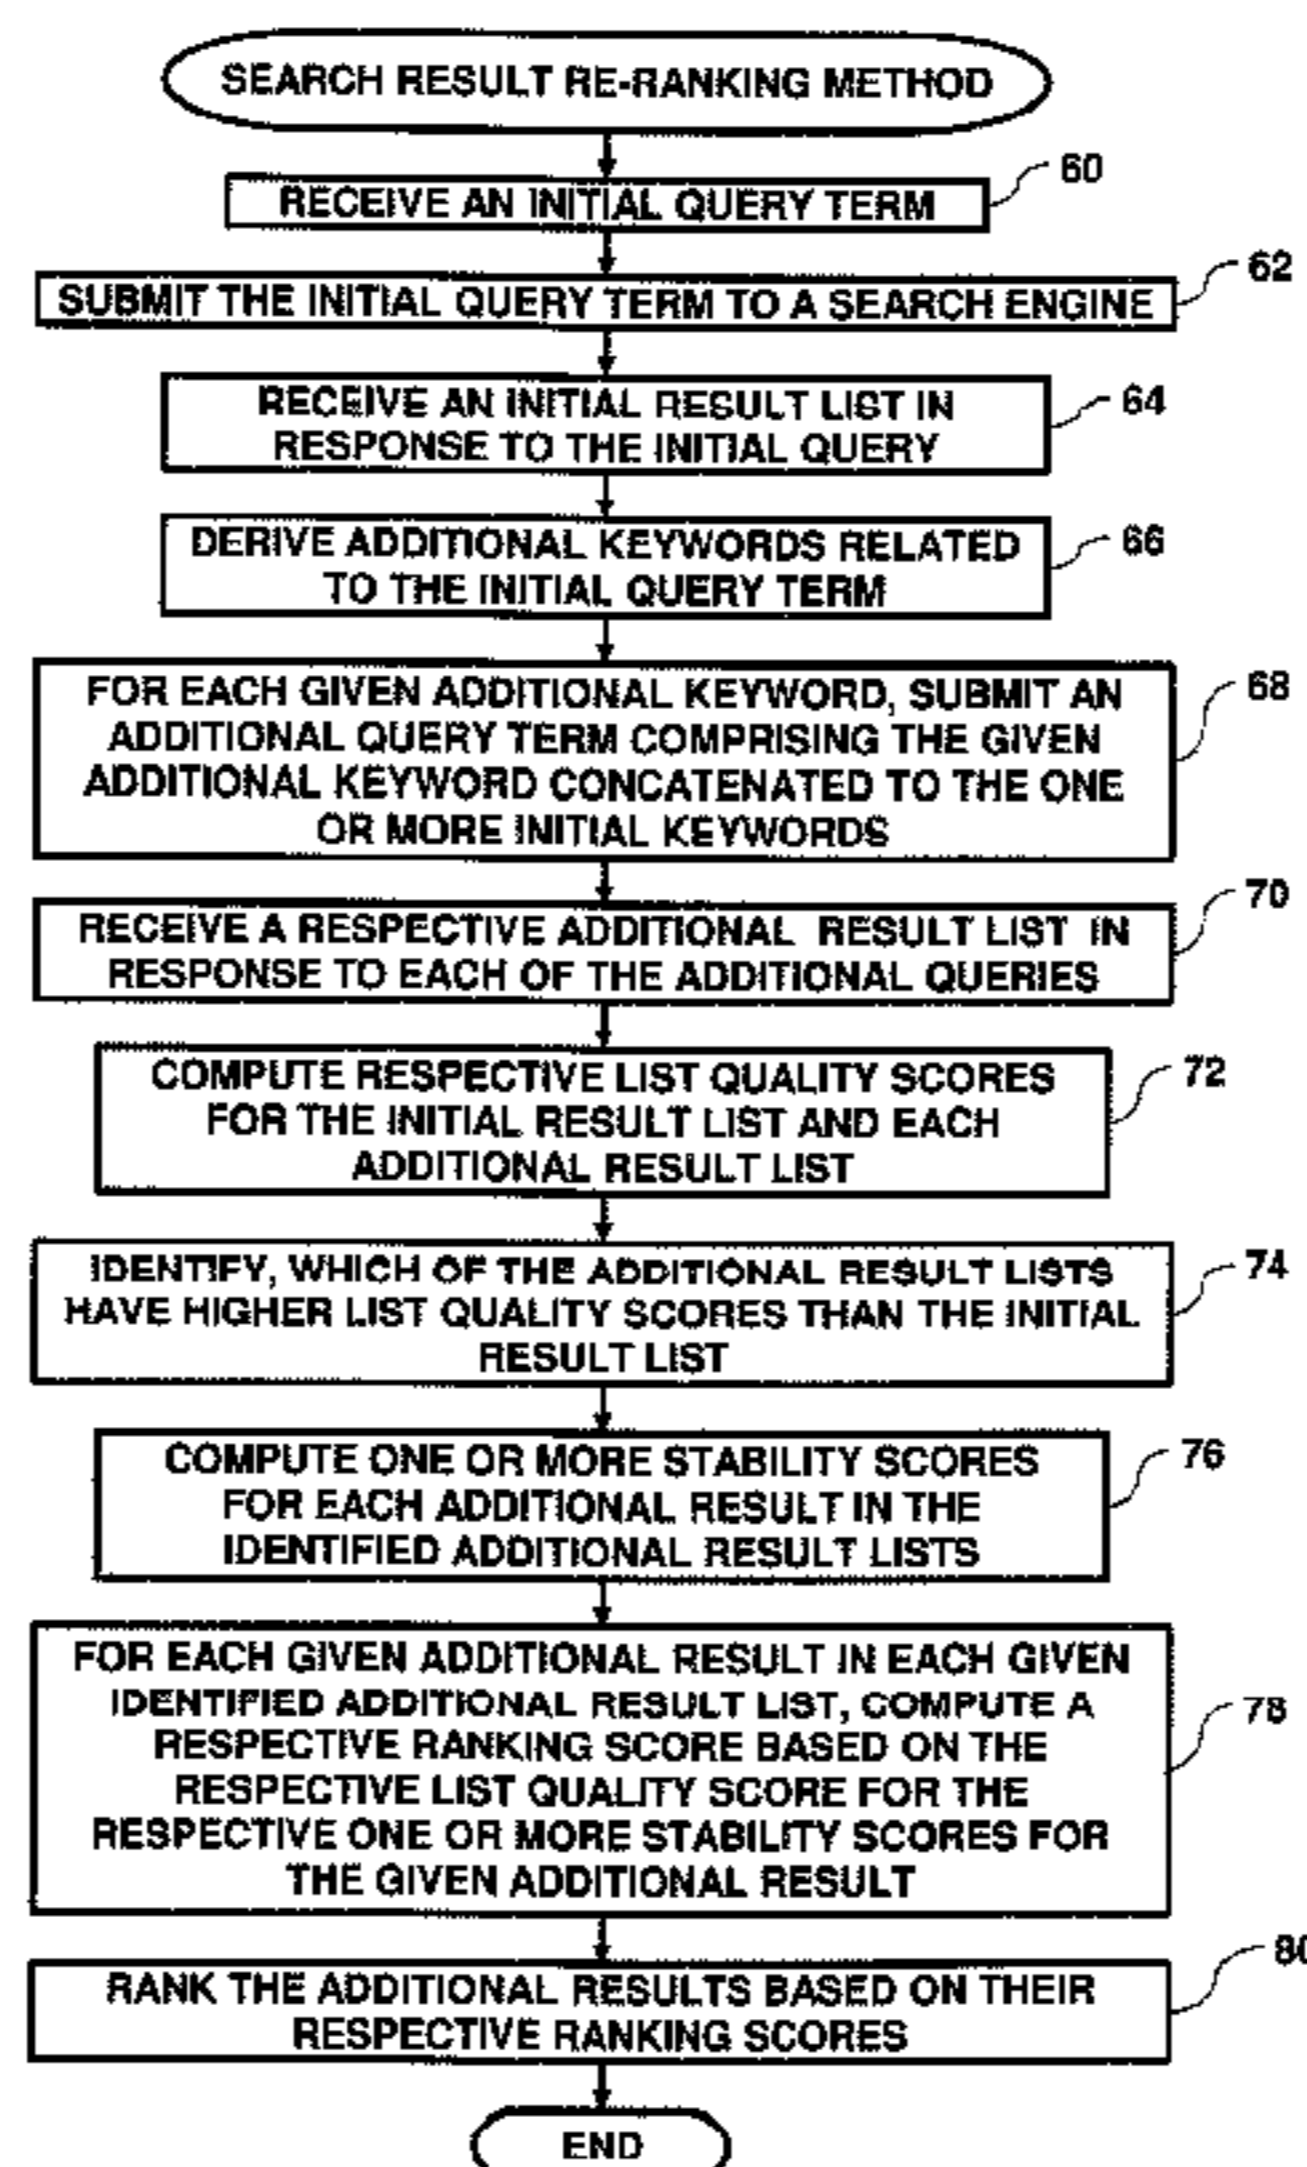 SEARCH RESULT RE-RANKING METHOD
60
RECEIVE AN INITIAL QUERY TERM
62
SUBMIT THE INITIAL QUERY TERM TO A SEARCH ENGINE
64
RECEIVE AN INITIAL RESULT LIST IN
RESPONSE TO THE INITIAL QUERY
66
DERIVE ADDITIONAL KEYWORDS RELATED
TO THE INITIAL QUERY TERM
68
FOR EACH GIVEN ADDITIONAL KEYWORD, SUBMIT AN
ADDITIONAL QUERY TERM COMPRISING THE GIVEN
ADDITIONAL KEYWORD CONCATENATED TO THE ONE
OR MORE INITIAL KEYWORDS
70
RECEIVE A RESPECTIVE ADDITIONAL RESULT LIST IN
RESPONSE TO EACH OF THE ADDITIONAL QUERIES
72
COMPUTE RESPECTIVE LIST QUALITY SCORES
FOR THE INITIAL RESULT LIST AND EACH
ADDITIONAL RESULT LIST
74
IDENTIFY, WHICH OF THE ADDITIONAL RESULT LISTS
HAVE HIGHER LIST QUALITY SCORES THAN THE INITIAL
RESULT LIST
76
COMPUTE ONE OR MORE STABILITY SCORES
FOR EACH ADDITIONAL RESULT IN THE
IDENTIFIED ADDITIONAL RESULT LISTS
78
FOR EACH GIVEN ADDITIONAL RESULT IN EACH GIVEN
IDENTIFIED ADDITIONAL RESULT LIST, COMPUTE A
RESPECTIVE RANKING SCORE BASED ON THE
RESPECTIVE LIST QUALITY SCORE FOR THE
RESPECTIVE ONE OR MORE STABILITY SCORES FOR
THE GIVEN ADDITIONAL RESULT
80
RANK THE ADDITIONAL RESULTS BASED ON THEIR
RESPECTIVE RANKING SCORES
END